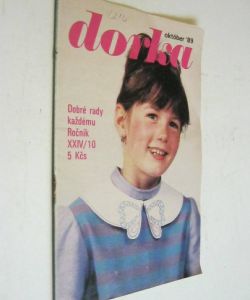 október '89
dorka
Dobré rady
každému
Ročník
XXIV/10
5 Kčs